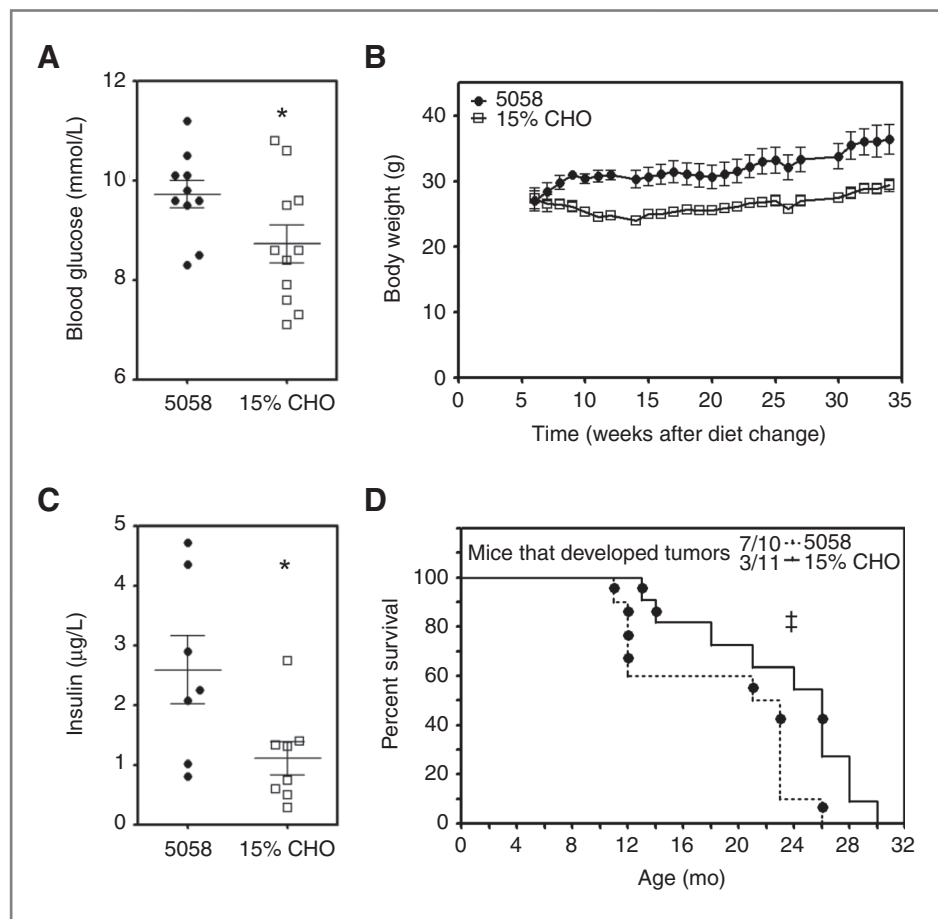 A
Blood glucose (mmol/L)
12
10
8
6
*
5058
15% CHO
B
Body weight (g)
40
30
20
10
0
5058
15% CHO
0 5 10 15 20 25 30 35
Time (weeks after diet change)
C
Insulin (µg/L)
5
4
3
2
1
0
*
5058
15% CHO
D
Percent survival
100
80
60
40
20
0
Mice that developed tumors
7/10 5058
3/11 15% CHO
‡
0 4 8 12 16 20 24 28 32
Age (mo)